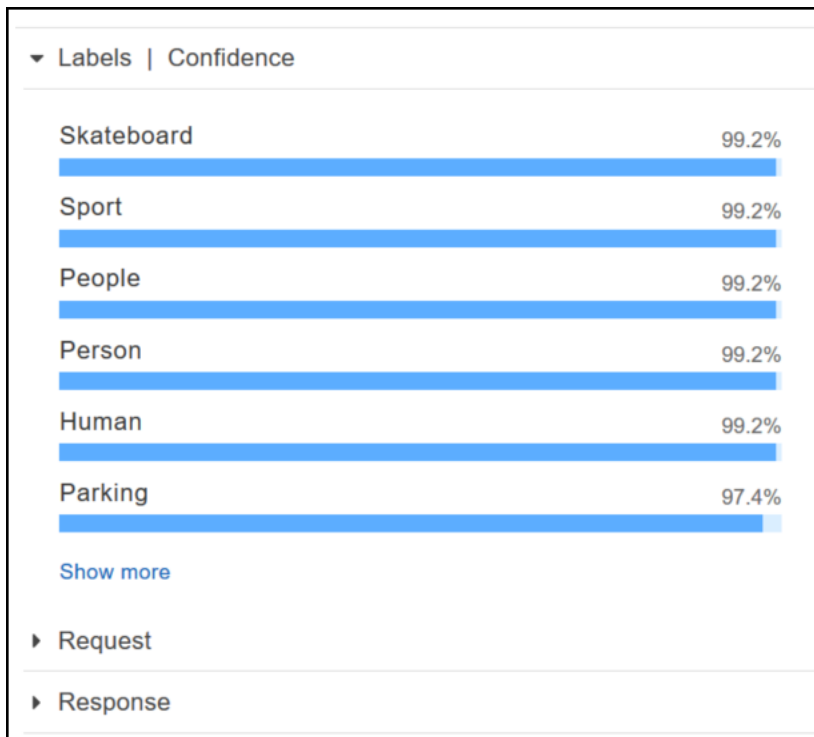 Labels | Confidence
Skateboard 99.2%
Sport 99.2%
People 99.2%
Person 99.2%
Human 99.2%
Parking 97.4%
Show more
Request
Response